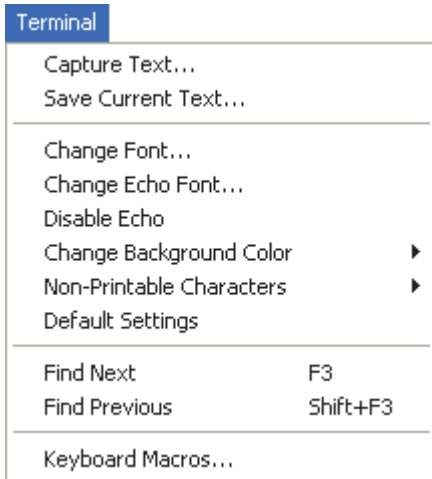 Terminal
Capture Text...
Save Current Text...
Change Font...
Change Echo Font...
Disable Echo
Change Background Color
Non-Printable Characters
Default Settings
Find Next F3
Find Previous Shift+F3
Keyboard Macros...